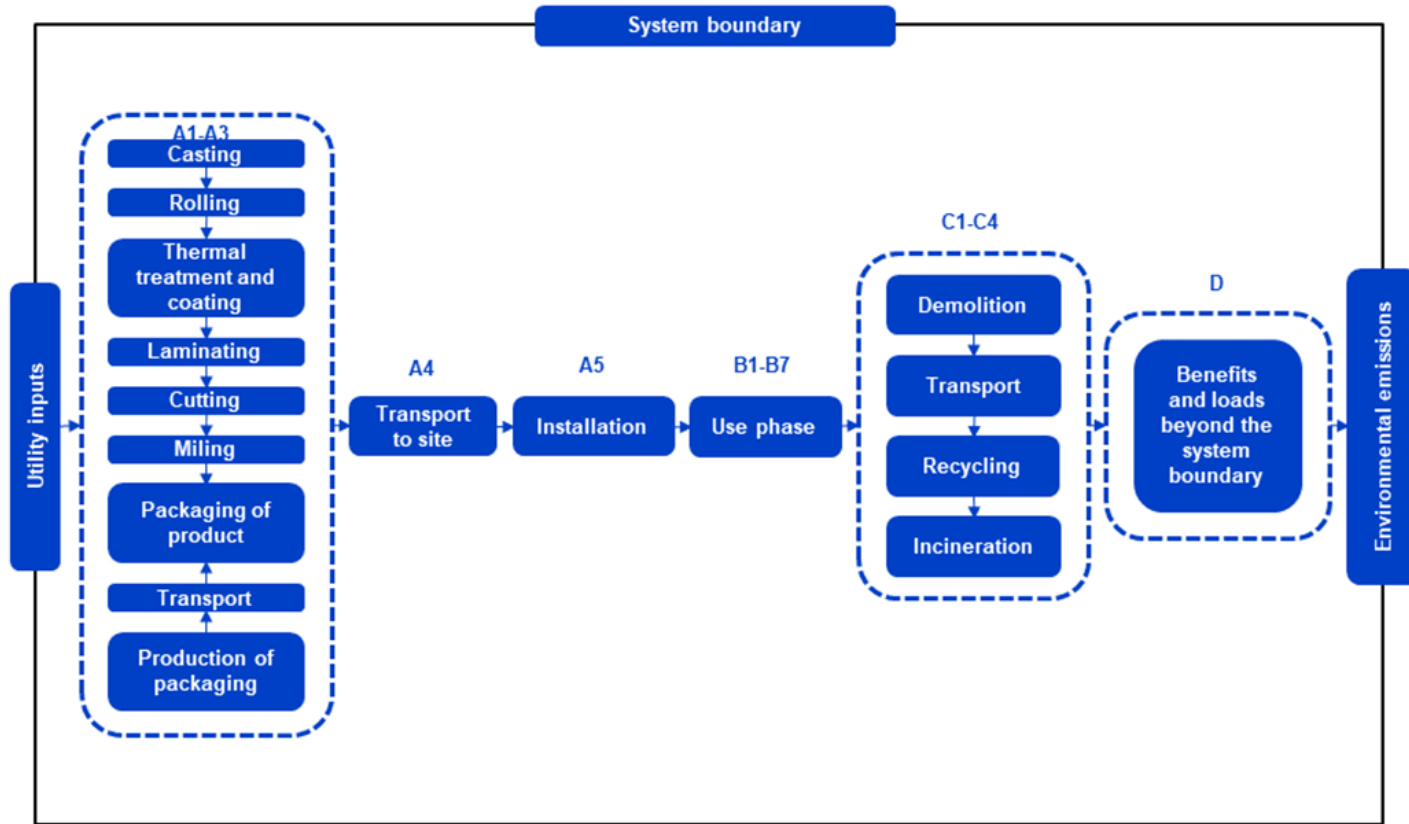 System boundary
Utility inputs
A1-A3
Casting
Rolling
Thermal
treatment and
coating
Laminating
Cutting
Miling
Packaging of
product
Transport
Production of
packaging
A4
Transport
to site
A5
Installation
B1-B7
Use phase
C1-C4
Demolition
Transport
Recycling
Incineration
D
Benefits
and loads
beyond the
system
boundary
Environmental emissions